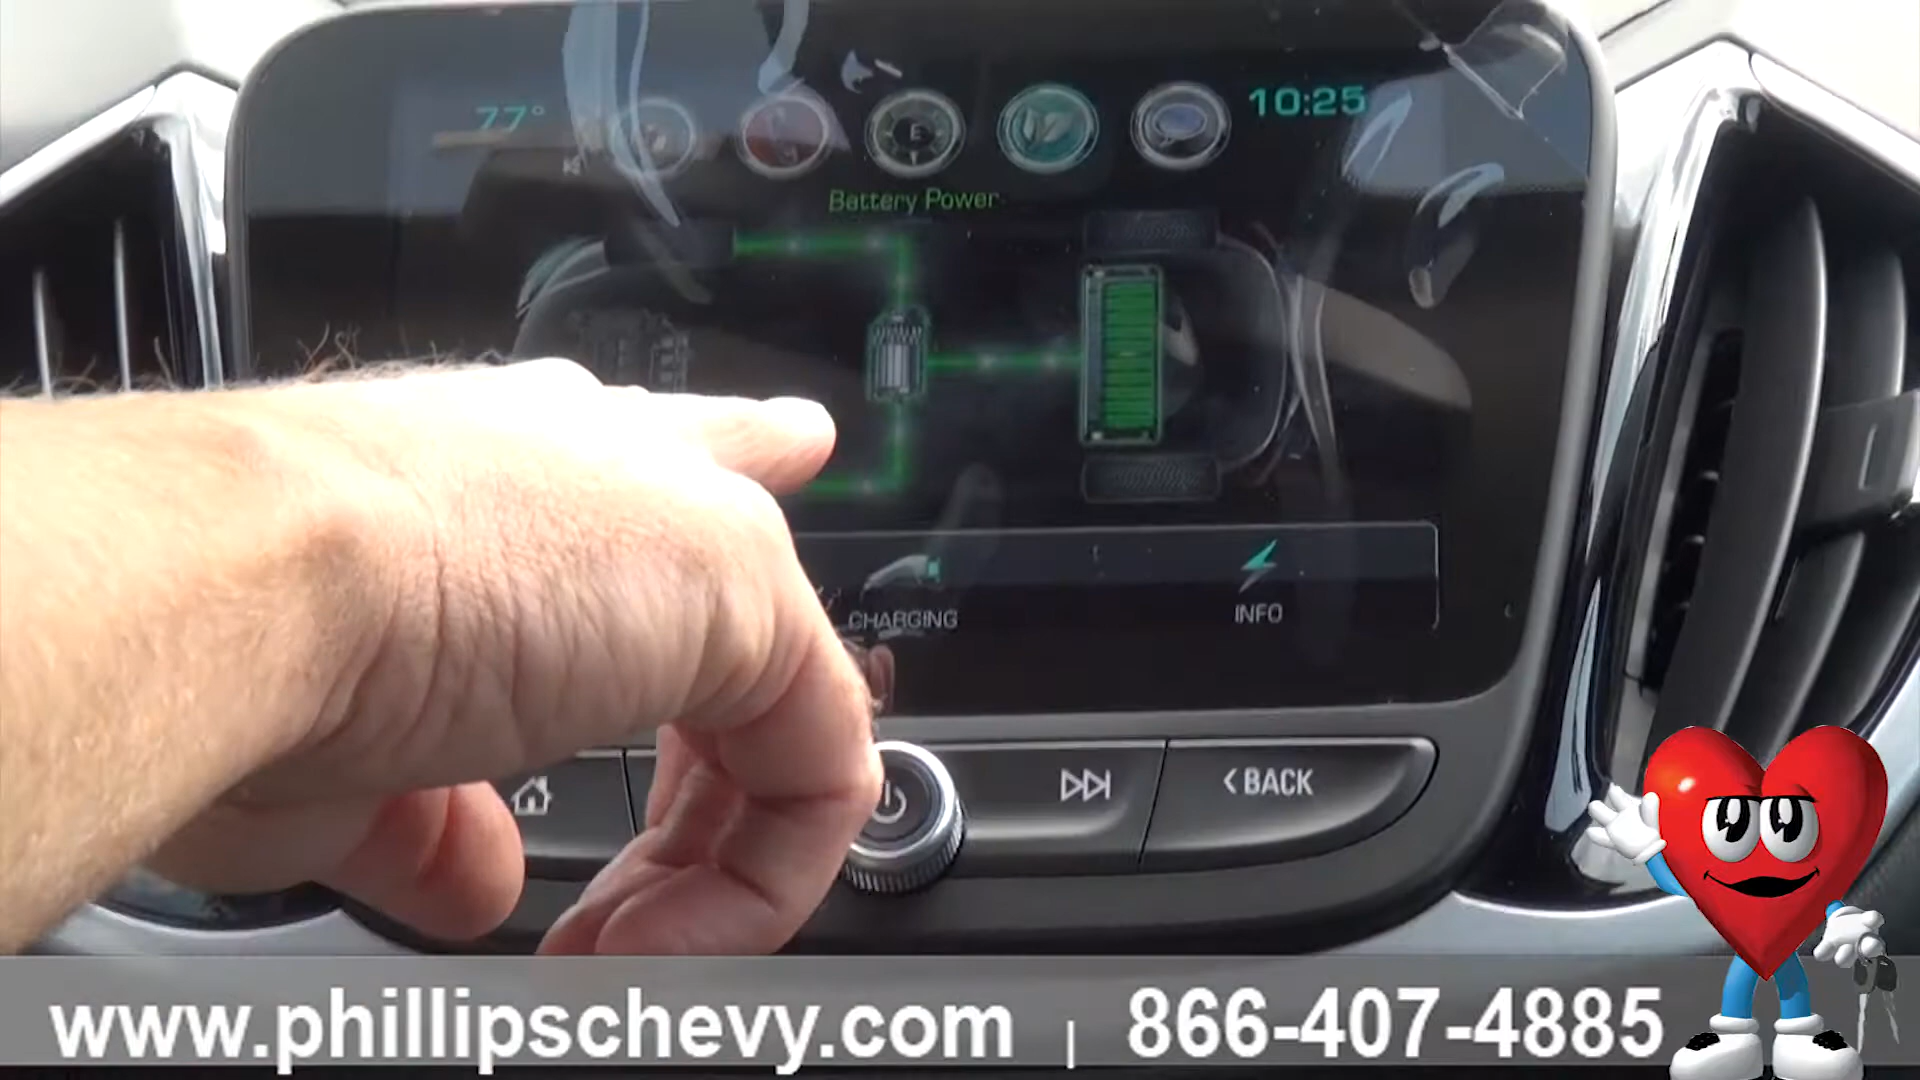 77°
10:25
E
Battery Power
CHARGING
INFO
BACK
www.phillipschevy.com | 866-407-4885